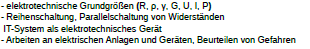 - elektrotechnische Grundgrößen (R, ρ, γ, G, U, I, P)
- Reihenschaltung, Parallelschaltung von Widerständen
IT-System als elektrotechnisches Gerät
- Arbeiten an elektrischen Anlagen und Geräten, Beurteilen von Gefahren